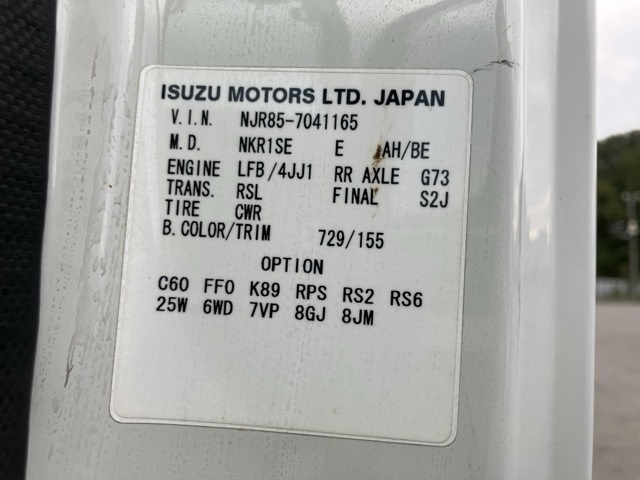 ISUZU MOTORS LTD. JAPAN
V.I.N. NJR85-7041165
M.D. NKR1SE E AH/BE
ENGINE LFB/4JJ1 RR AXLE G73
TRANS. RSL FINAL S2J
TIRE CWR
B.COLOR/TRIM 729/155
OPTION
C60 FF0 K89 RPS RS2 RS6
25W 6WD 7VP 8GJ 8JM